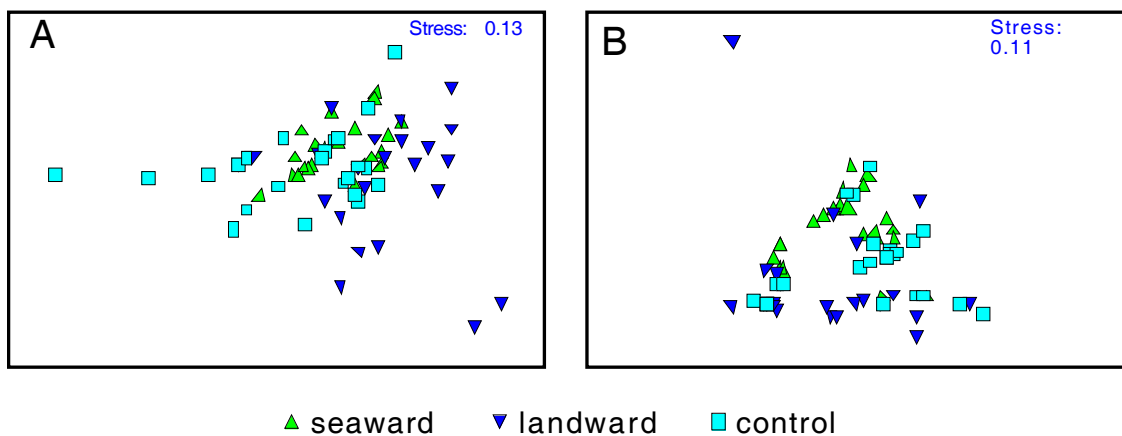 A
Stress: 0.13
B
Stress:
0.11
seaward
landward
control